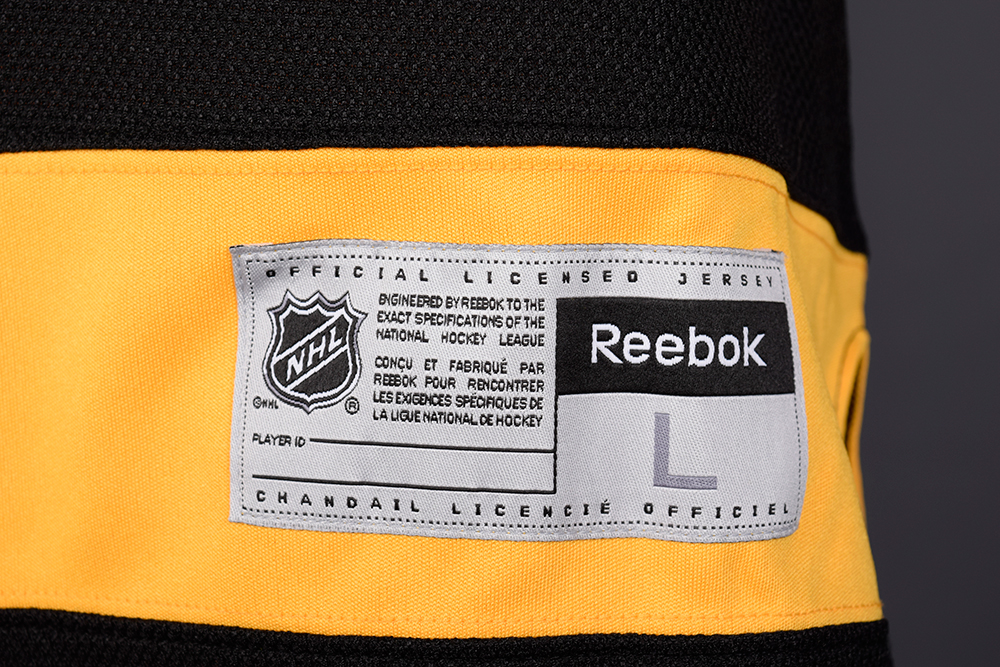 OFFICIAL LICENSED JERSEY
NHL
©NHL
®
ENGINEERED BY REEBOK TO THE
EXACT SPECIFICATIONS OF THE
NATIONAL HOCKEY LEAGUE
CONÇU ET FABRIQUÉ PAR
REEBOK POUR RENCONTRER
LES EXIGENCES SPÉCIFIQUES DE
LA LIGUE NATIONAL DE HOCKEY
Reebok
L
PLAYER ID
CHANDAIL LICENCIÉ OFFICIEL